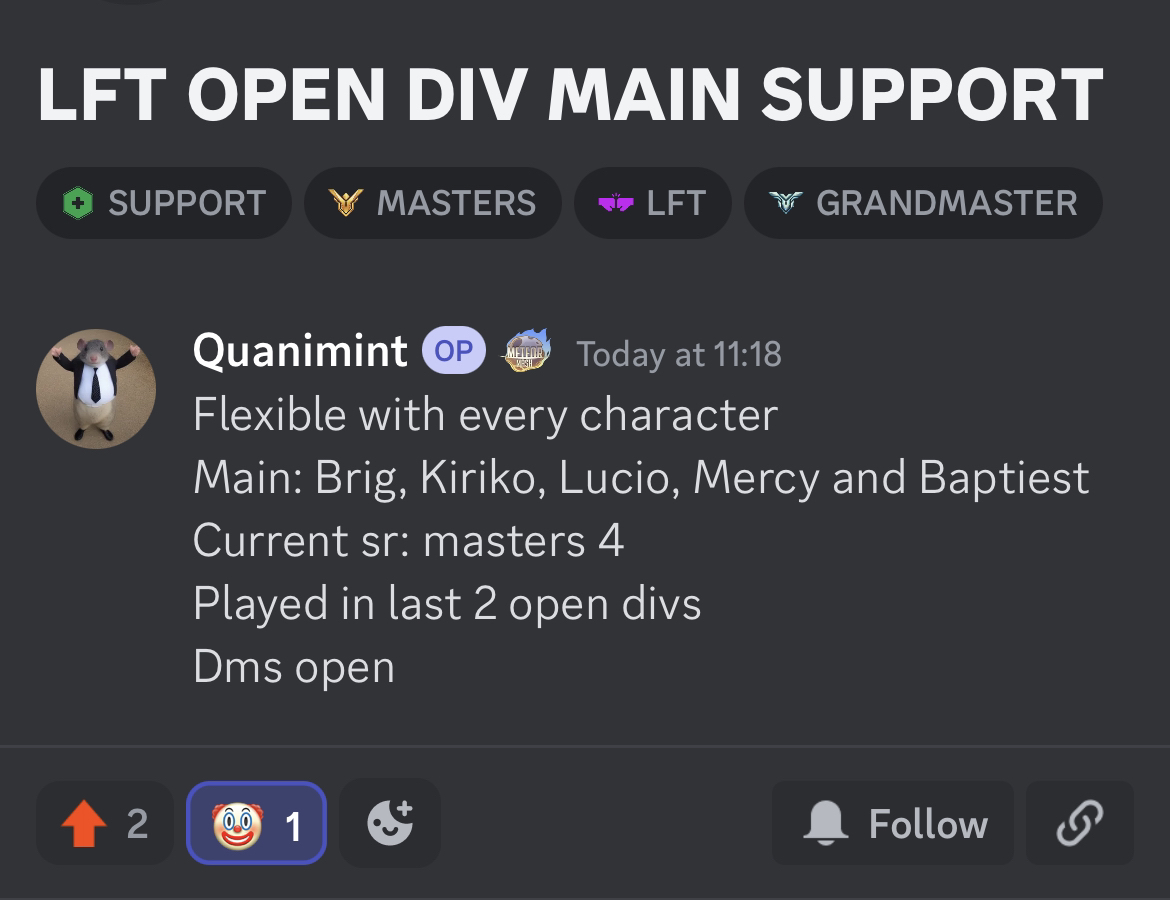 LFT OPEN DIV MAIN SUPPORT
SUPPORT MASTERS LFT GRANDMASTER
Quanimint OP METEOR MASH Today at 11:18
Flexible with every character
Main: Brig, Kiriko, Lucio, Mercy and Baptiest
Current sr: masters 4
Played in last 2 open divs
Dms open
2 1 Follow